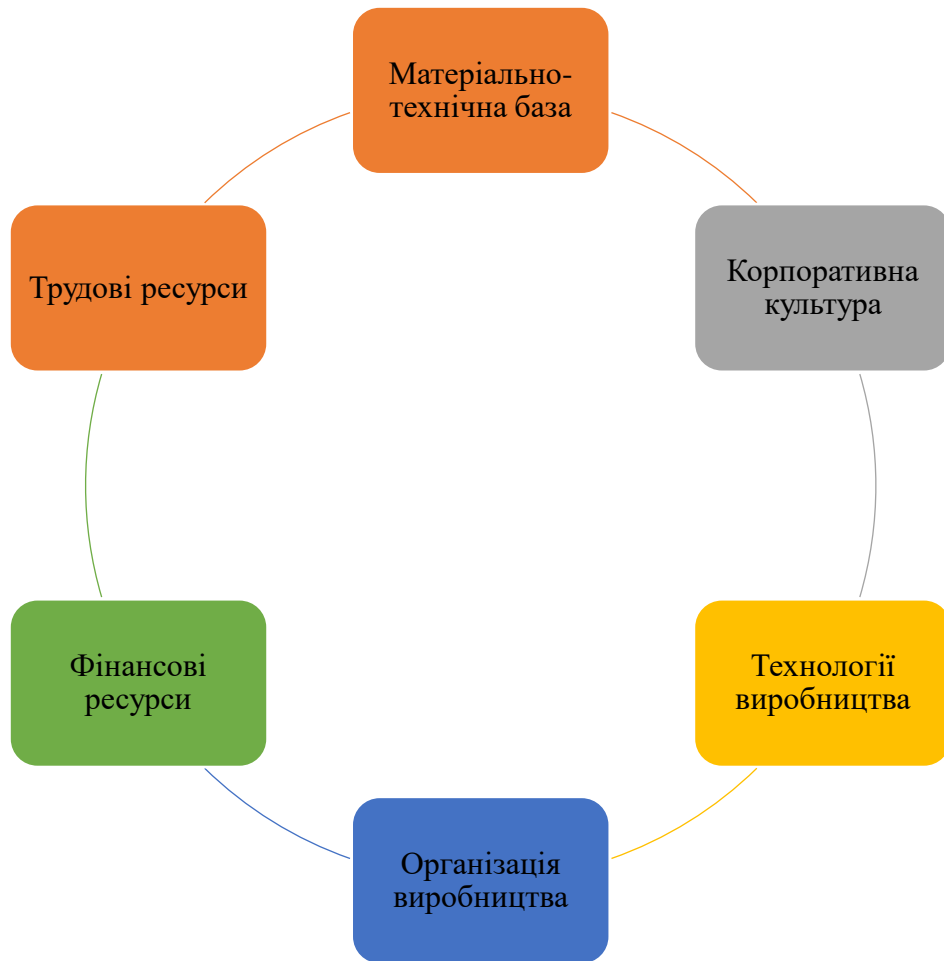 Матеріально-
технічна база
Корпоративна
культура
Технології
виробництва
Організація
виробництва
Фінансові
ресурси
Трудові ресурси